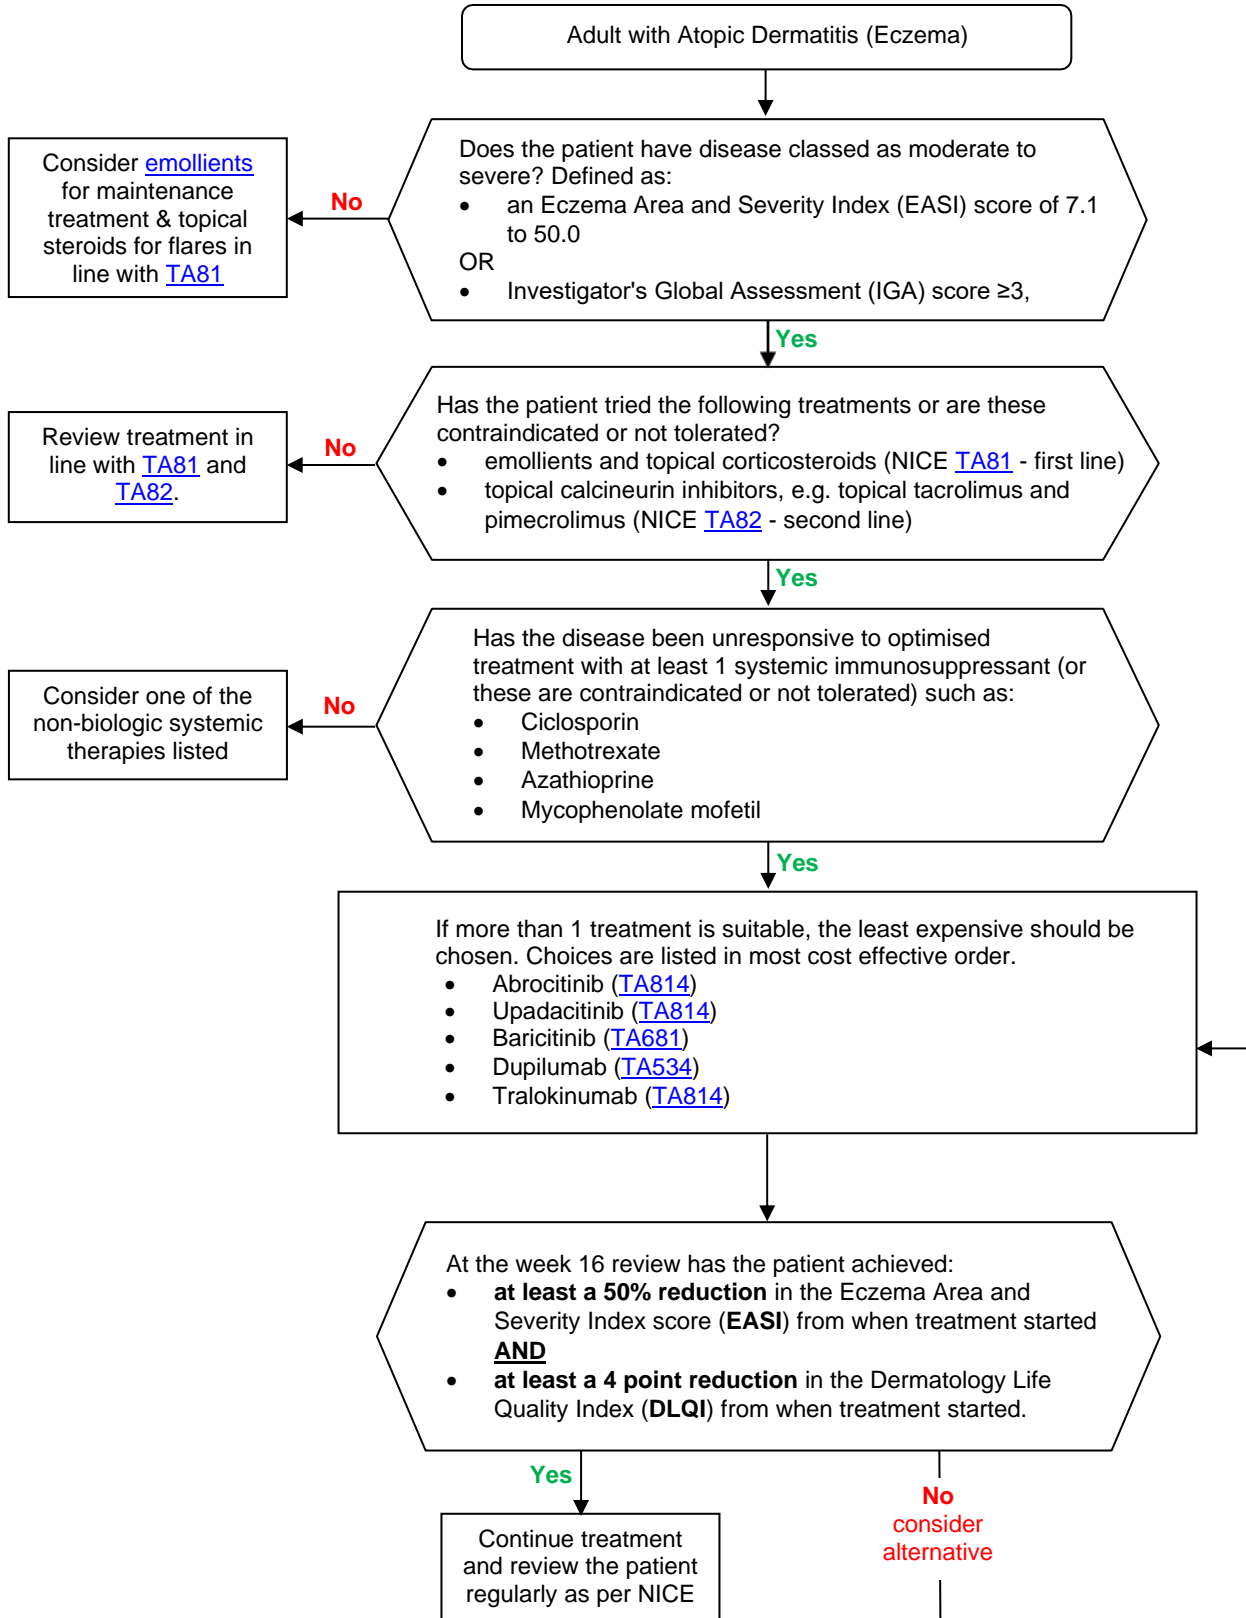 Adult with Atopic Dermatitis (Eczema)
Does the patient have disease classed as moderate to
severe? Defined as:
• an Eczema Area and Severity Index (EASI) score of 7.1
to 50.0
OR
• Investigator's Global Assessment (IGA) score ≥3,
No
Consider emollients
for maintenance
treatment & topical
steroids for flares in
line with TA81
Yes
Has the patient tried the following treatments or are these
contraindicated or not tolerated?
• emollients and topical corticosteroids (NICE TA81 - first line)
• topical calcineurin inhibitors, e.g. topical tacrolimus and
pimecrolimus (NICE TA82 - second line)
No
Review treatment in
line with TA81 and
TA82.
Yes
Has the disease been unresponsive to optimised
treatment with at least 1 systemic immunosuppressant (or
these are contraindicated or not tolerated) such as:
• Ciclosporin
• Methotrexate
• Azathioprine
• Mycophenolate mofetil
No
Consider one of the
non-biologic systemic
therapies listed
Yes
If more than 1 treatment is suitable, the least expensive should be
chosen. Choices are listed in most cost effective order.
• Abrocitinib (TA814)
• Upadacitinib (TA814)
• Baricitinib (TA681)
• Dupilumab (TA534)
• Tralokinumab (TA814)
At the week 16 review has the patient achieved:
• at least a 50% reduction in the Eczema Area and
Severity Index score (EASI) from when treatment started
AND
• at least a 4 point reduction in the Dermatology Life
Quality Index (DLQI) from when treatment started.
Yes
Continue treatment
and review the patient
regularly as per NICE
No
consider
alternative